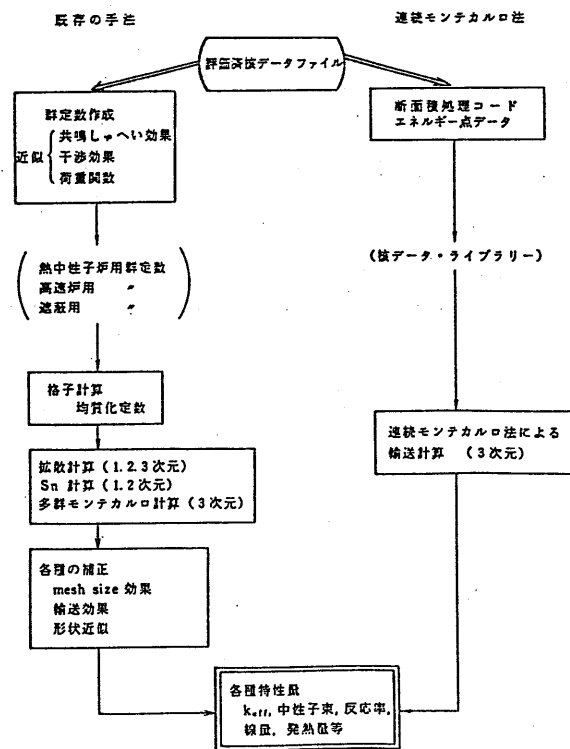 既存の手法
連続モンテカルロ法
評価済核データファイル
群定数作成
近似
共鳴しゃへい効果
干渉効果
荷重関数
熱中性子炉用群定数
高速炉用 〃
遮蔽用 〃
格子計算
均質化定数
拡散計算 (1.2.3次元)
Sn 計算 (1.2次元)
多群モンテカルロ計算 (3次元)
各種の補正
mesh size 効果
輸送効果
形状近似
断面積処理コード
エネルギー点データ
(核データ・ライブラリー)
連続モンテカルロ法による
輸送計算 (3次元)
各種特性量
keff, 中性子束, 反応率,
線量, 発熱量等